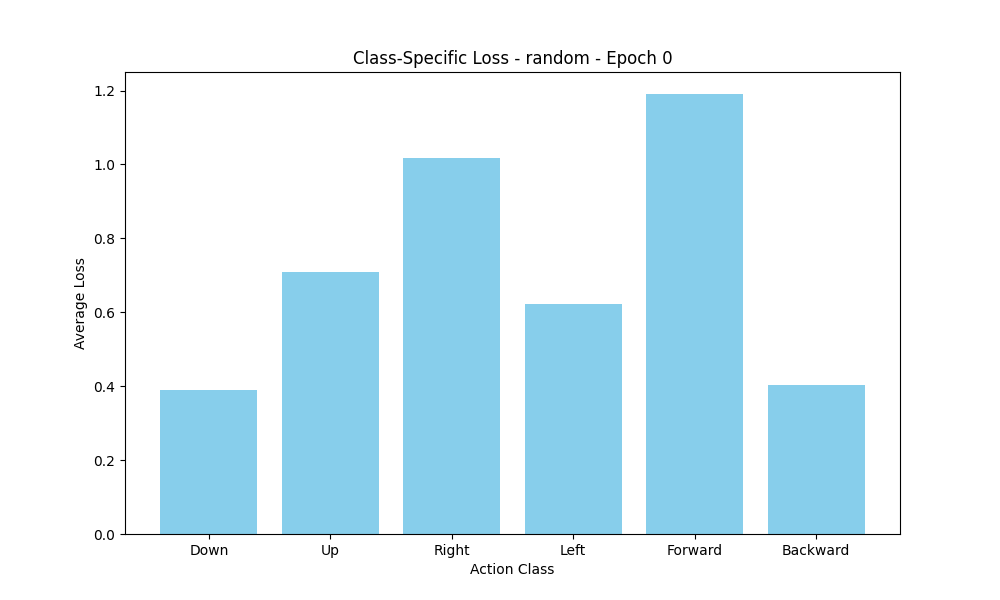 Class-Specific Loss - random - Epoch 0
Average Loss
1.2
1.0
0.8
0.6
0.4
0.2
0.0
Down Up Right Left Forward Backward
Action Class